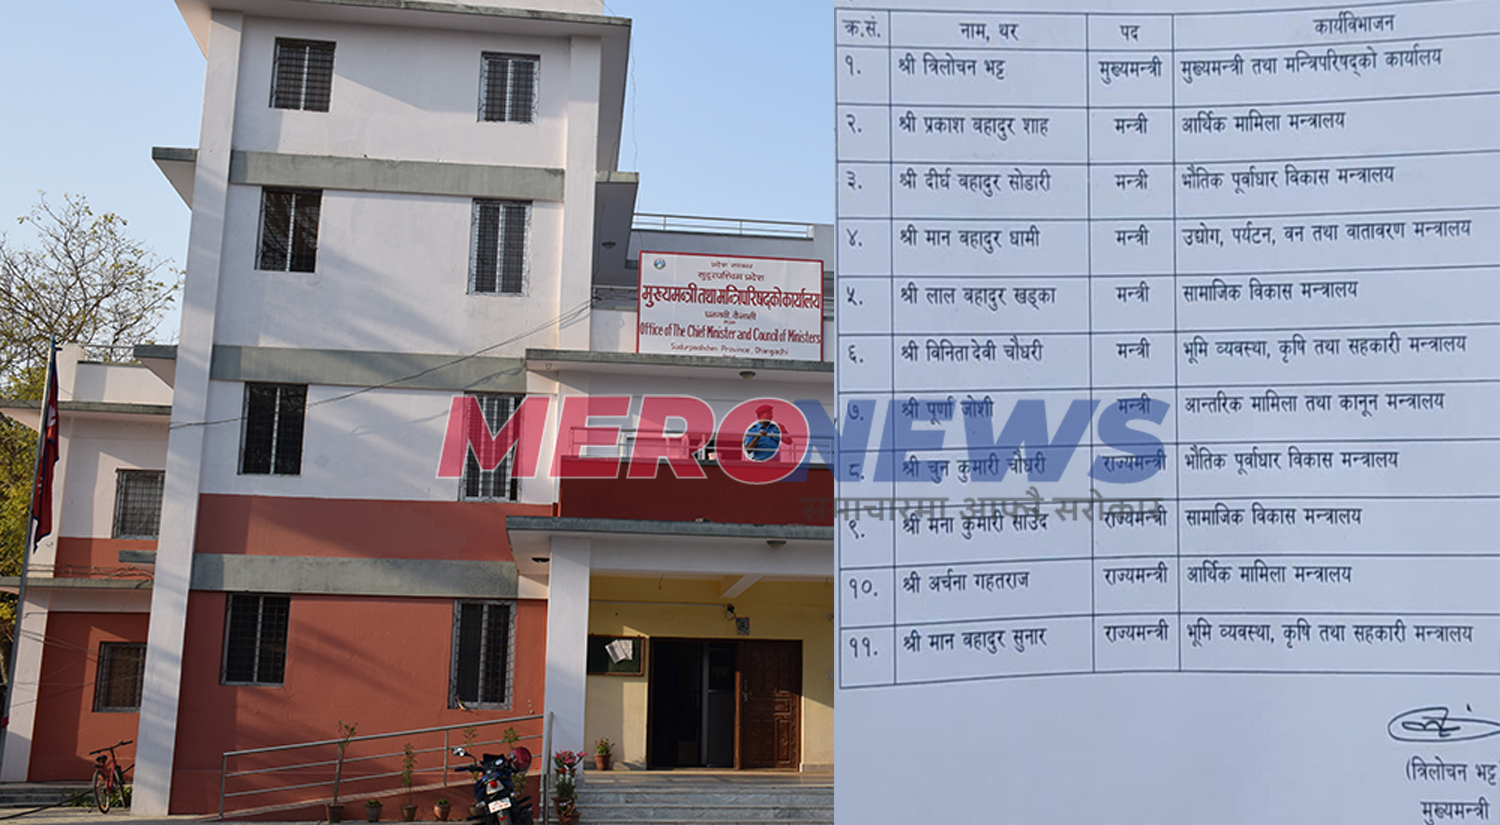 प्रदेश सरकार
सुदूरपश्चिम प्रदेश
मुख्यमन्त्री तथा मन्त्रिपरिषद्को कार्यालय
धनगढी, कैलाली
Office of The Chief Minister and Council of Ministers
Sudurpashchim Province, Dhangadhi
MERONEWS
समाचारमा आफ्नै सरोकार
क्र.सं. नाम, थर पद कार्यविभाजन
१. श्री त्रिलोचन भट्ट मुख्यमन्त्री मुख्यमन्त्री तथा मन्त्रिपरिषद्को कार्यालय
२. श्री प्रकाश बहादुर शाह मन्त्री आर्थिक मामिला मन्त्रालय
३. श्री दीर्घ बहादुर सोडारी मन्त्री भौतिक पूर्वाधार विकास मन्त्रालय
४. श्री मान बहादुर धामी मन्त्री उद्योग, पर्यटन, वन तथा वातावरण मन्त्रालय
५. श्री लाल बहादुर खड्का मन्त्री सामाजिक विकास मन्त्रालय
६. श्री विनिता देवी चौधरी मन्त्री भूमि व्यवस्था, कृषि तथा सहकारी मन्त्रालय
७. श्री पूर्णा जोशी मन्त्री आन्तरिक मामिला तथा कानून मन्त्रालय
८. श्री चुन कुमारी चौधरी राज्यमन्त्री भौतिक पूर्वाधार विकास मन्त्रालय
९. श्री मना कुमारी साउँद राज्यमन्त्री सामाजिक विकास मन्त्रालय
१०. श्री अर्चना गहतराज राज्यमन्त्री आर्थिक मामिला मन्त्रालय
११. श्री मान बहादुर सुनार राज्यमन्त्री भूमि व्यवस्था, कृषि तथा सहकारी मन्त्रालय
(त्रिलोचन भट्ट
मुख्यमन्त्री